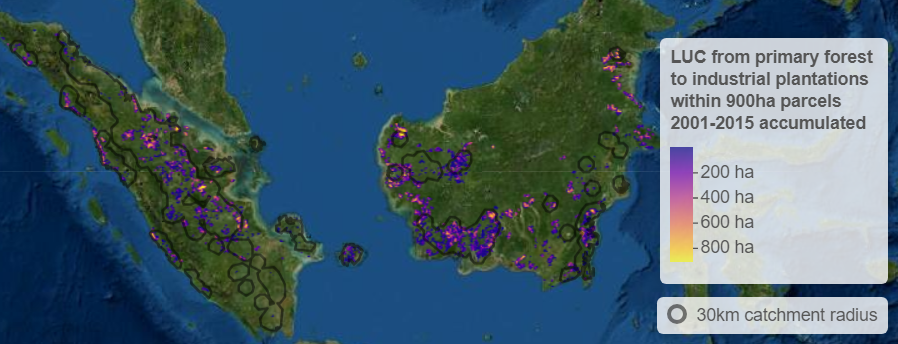 LUC from primary forest
to industrial plantations
within 900ha parcels
2001-2015 accumulated
200 ha
400 ha
600 ha
800 ha
30km catchment radius